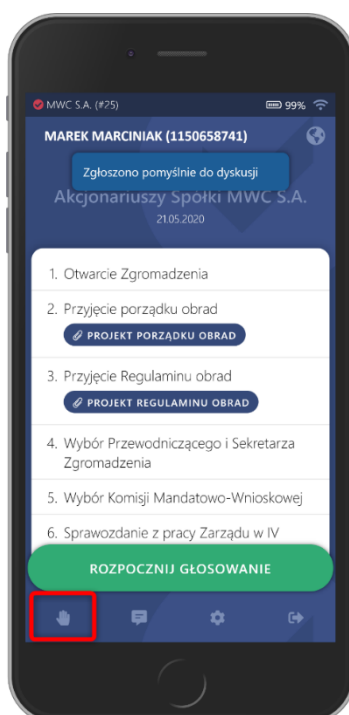 MWC S.A. (#25) 99%
MAREK MARCINIAK (1150658741)
Zgłoszono pomyślnie do dyskusji
Akcjonariuszy Spółki MWC S.A.
21.05.2020
1. Otwarcie Zgromadzenia
2. Przyjęcie porządku obrad
PROJEKT PORZĄDKU OBRAD
3. Przyjęcie Regulaminu obrad
PROJEKT REGULAMINU OBRAD
4. Wybór Przewodniczącego i Sekretarza
Zgromadzenia
5. Wybór Komisji Mandatowo-Wnioskowej
6. Sprawozdanie z pracy Zarządu w IV
ROZPOCZNIJ GŁOSOWANIE